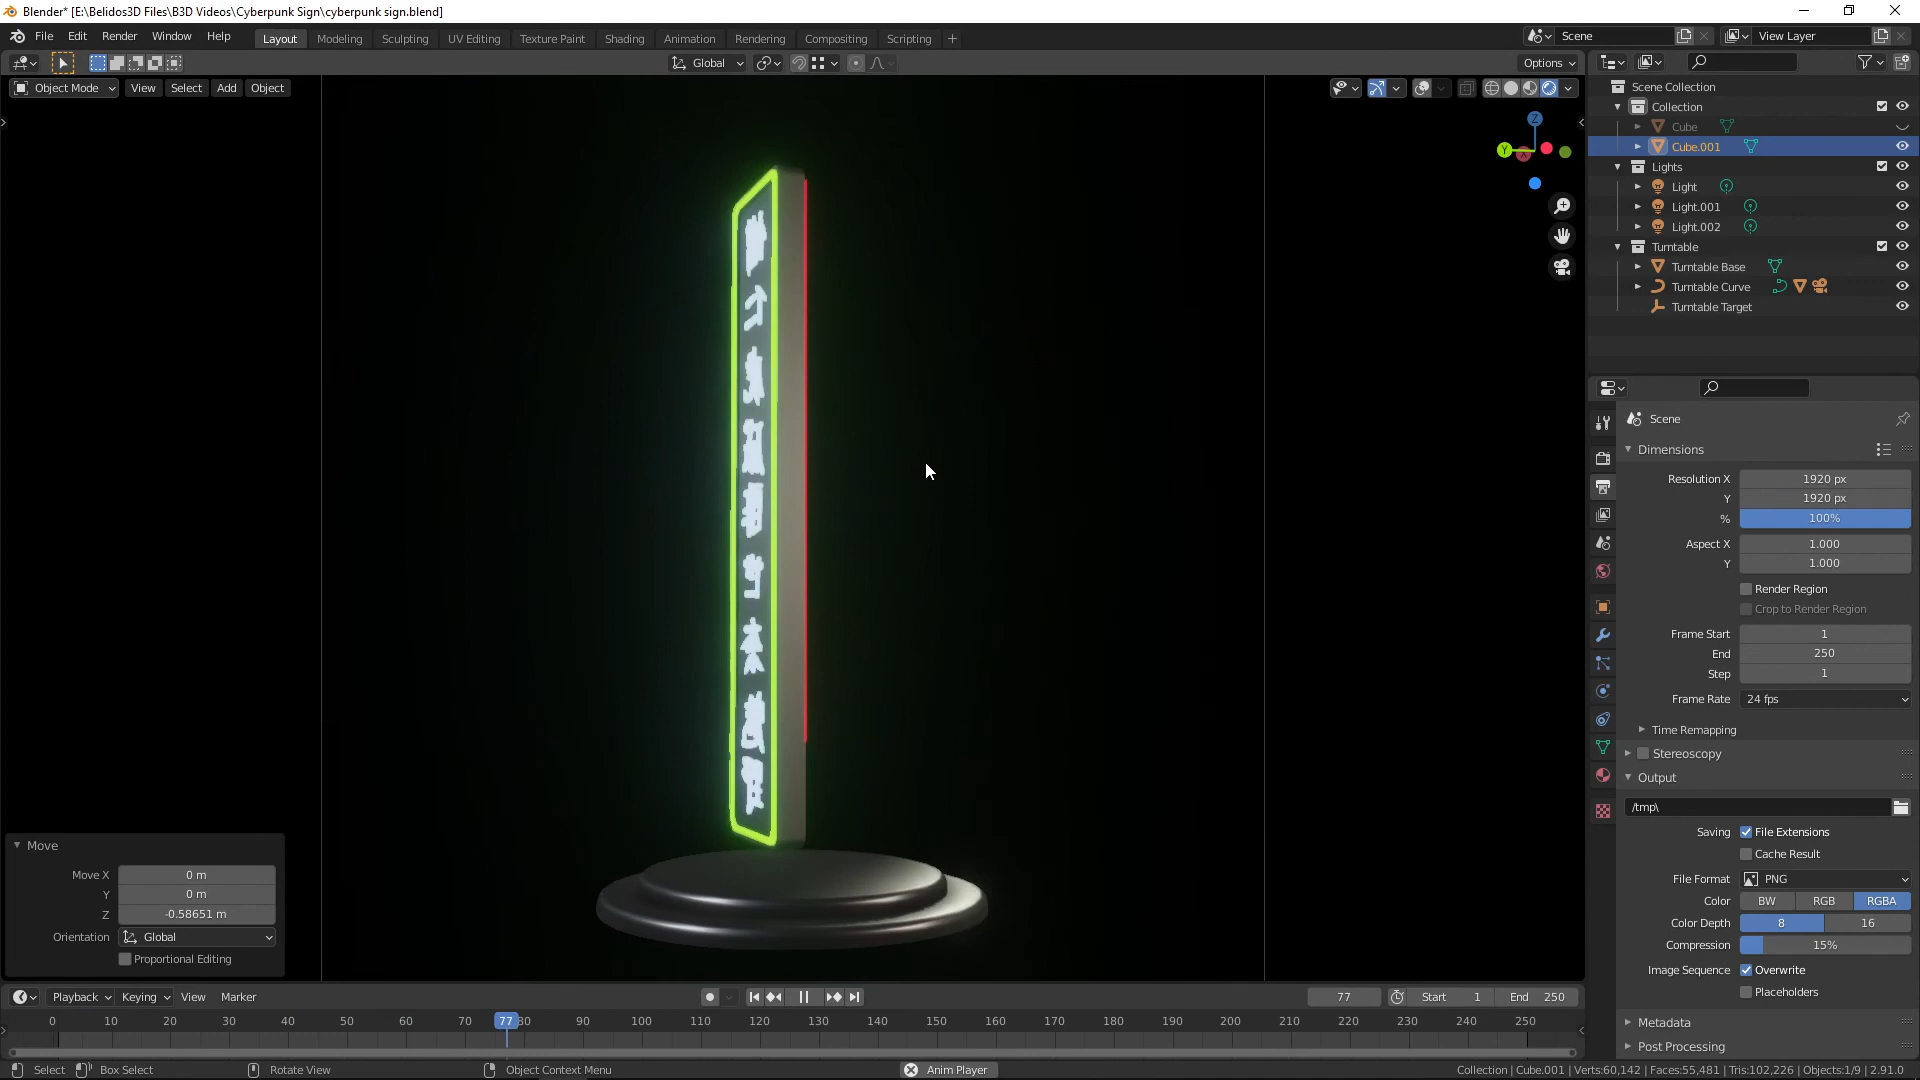 Blender* [E:\Belidos3D Files\B3D Videos\Cyberpunk Sign\cyberpunk sign.blend]
File Edit Render Window Help Layout Modeling Sculpting UV Editing Texture Paint Shading Animation Rendering Compositing Scripting + Scene View Layer
Global Options
Object Mode View Select Add Object
Z
Y
X
Scene Collection
Collection
Cube
Cube.001
Lights
Light
Light.001
Light.002
Turntable
Turntable Base
Turntable Curve
Turntable Target
Scene
Dimensions
Resolution X 1920 px
Y 1920 px
% 100%
Aspect X 1.000
Y 1.000
Render Region
Crop to Render Region
Frame Start 1
End 250
Step 1
Frame Rate 24 fps
Time Remapping
Stereoscopy
Output
/tmp\
Saving File Extensions
Cache Result
File Format PNG
Color BW RGB RGBA
Color Depth 8 16
Compression 15%
Image Sequence Overwrite
Placeholders
Metadata
Post Processing
Move
Move X 0 m
Y 0 m
Z -0.58651 m
Orientation Global
Proportional Editing
Playback Keying View Marker 77 Start 1 End 250
0 10 20 30 40 50 60 70 77 80 90 100 110 120 130 140 150 160 170 180 190 200 210 220 230 240 250
Select Box Select Rotate View Object Context Menu Anim Player Collection | Cube.001 | Verts:60,142 | Faces:55,481 | Tris:102,226 | Objects:1/9 | 2.91.0